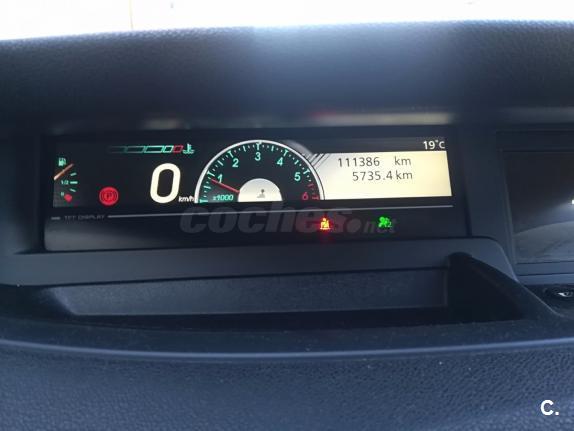 19°C
111386 km
5735.4 km
0 km/h
1 2 3 4 5 6
x1000
1/2
P
TFT DISPLAY
coches.net
C.